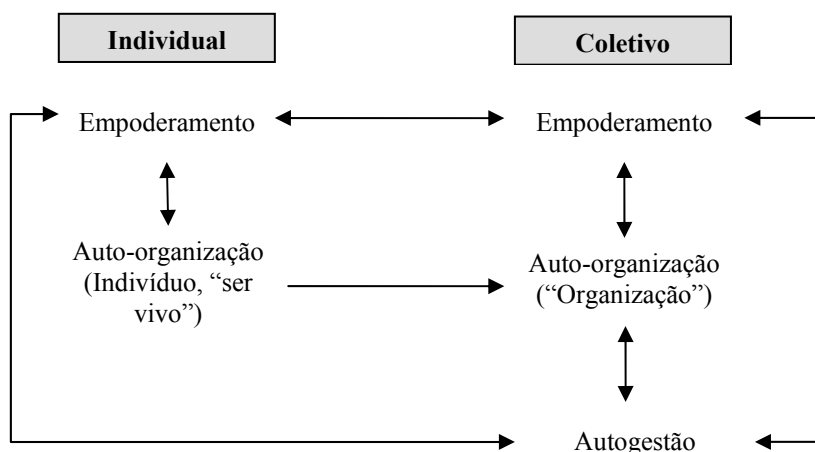 Individual
Coletivo
Empoderamento
Empoderamento
Auto-organização
(Indivíduo, “ser
vivo”)
Auto-organização
(“Organização”)
Autogestão